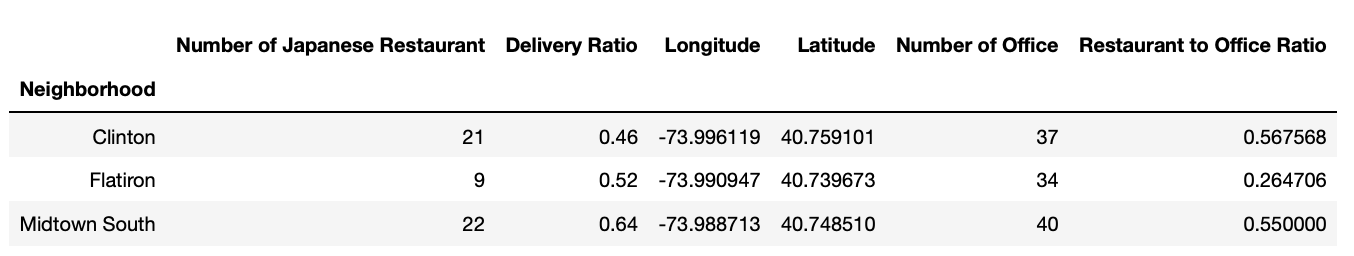 Number of Japanese Restaurant Delivery Ratio Longitude Latitude Number of Office Restaurant to Office Ratio
Neighborhood
Clinton 21 0.46 -73.996119 40.759101 37 0.567568
Flatiron 9 0.52 -73.990947 40.739673 34 0.264706
Midtown South 22 0.64 -73.988713 40.748510 40 0.550000